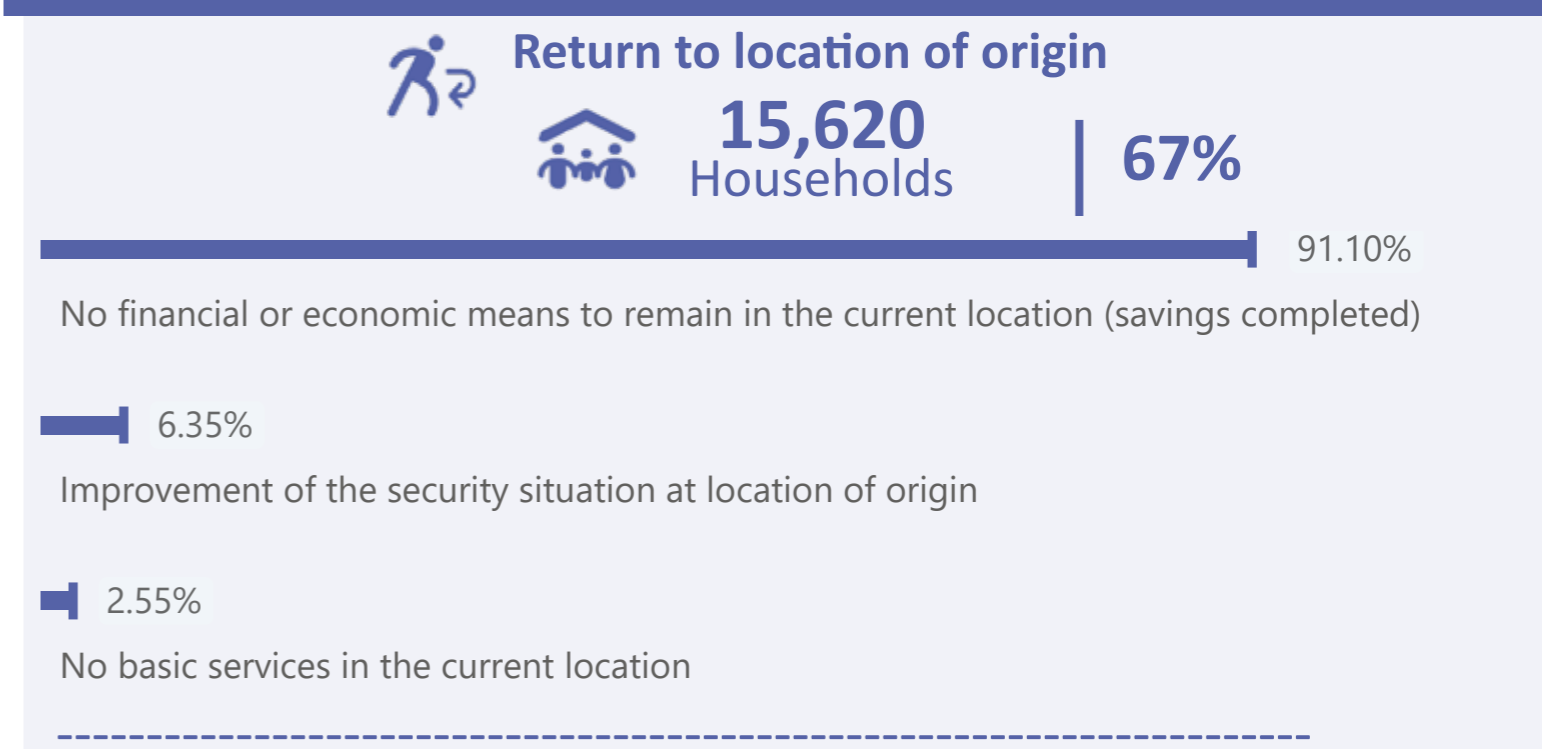 Return to location of origin
15,620
Households
67%
91.10%
No financial or economic means to remain in the current location (savings completed)
6.35%
Improvement of the security situation at location of origin
2.55%
No basic services in the current location